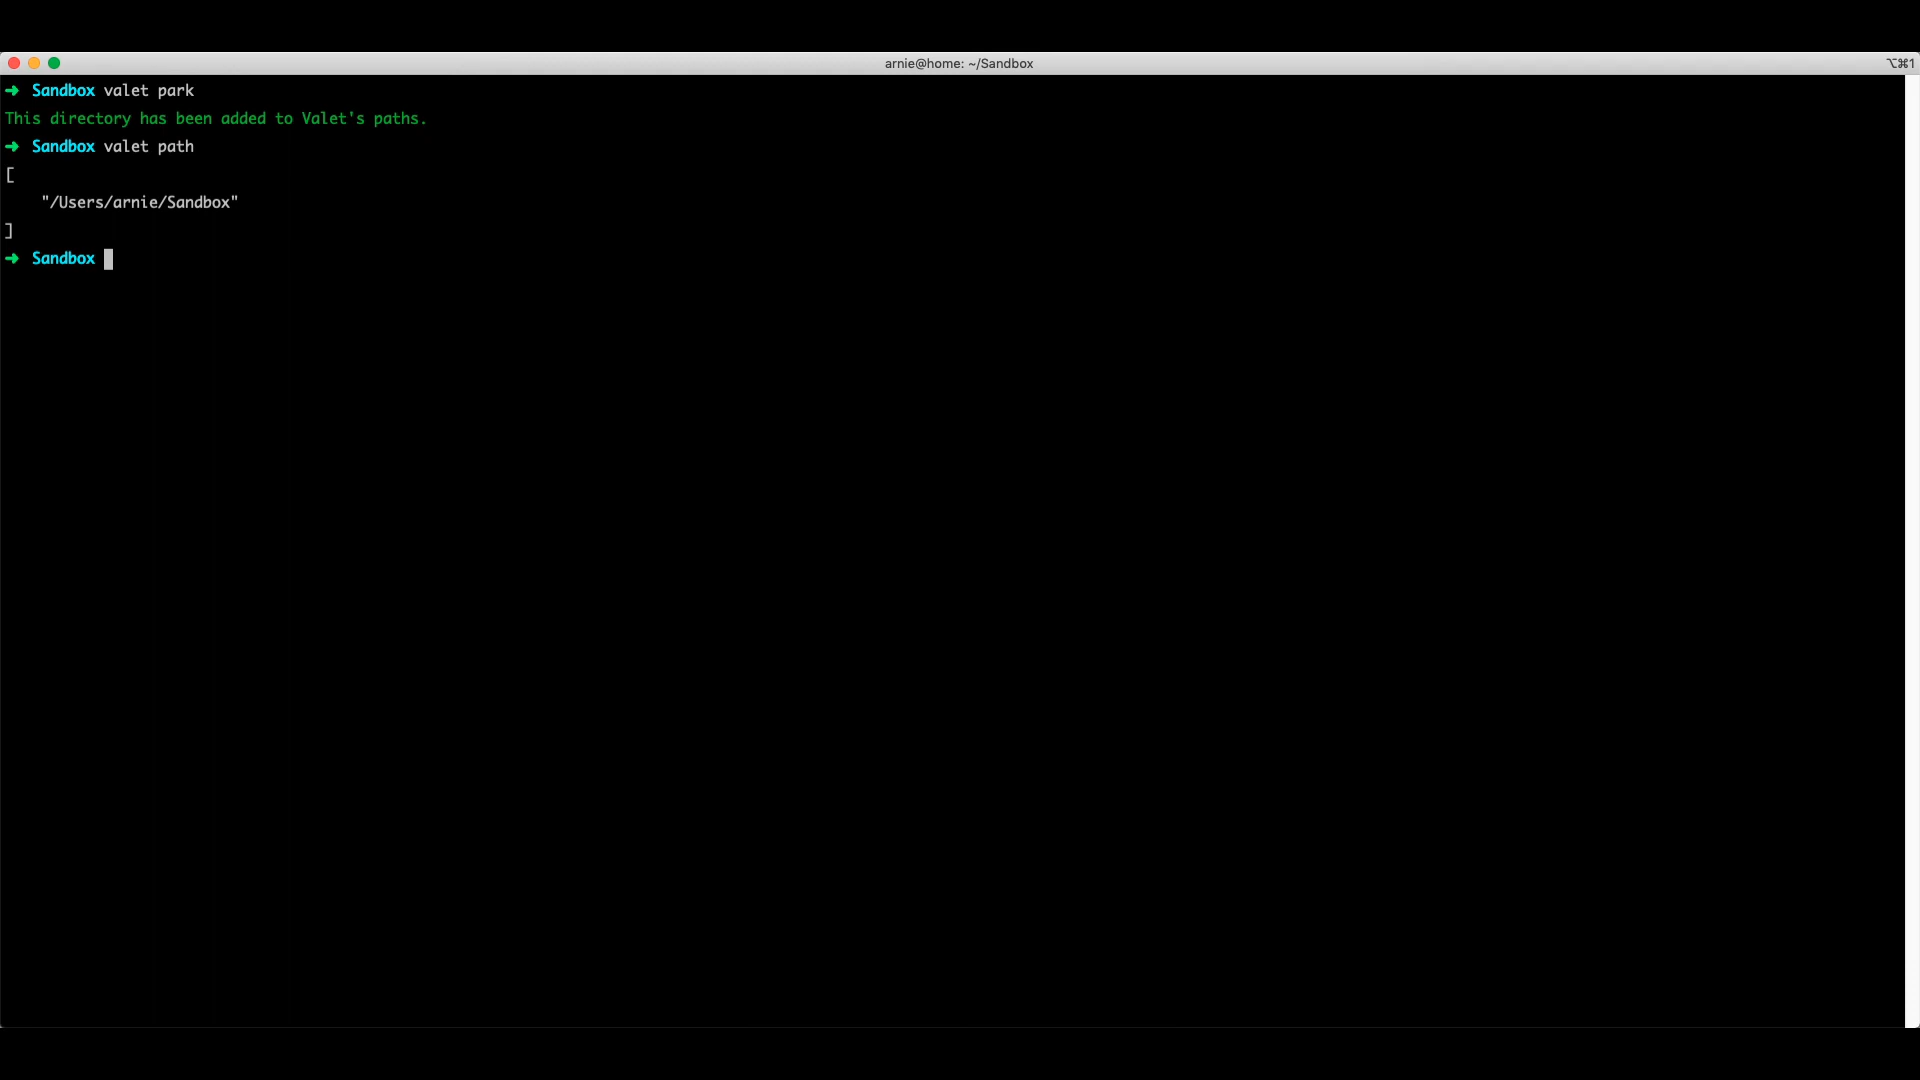 arnie@home: ~/Sandbox
⌥⌘1
➜ Sandbox valet park
This directory has been added to Valet's paths.
➜ Sandbox valet path
[
"/Users/arnie/Sandbox"
]
➜ Sandbox